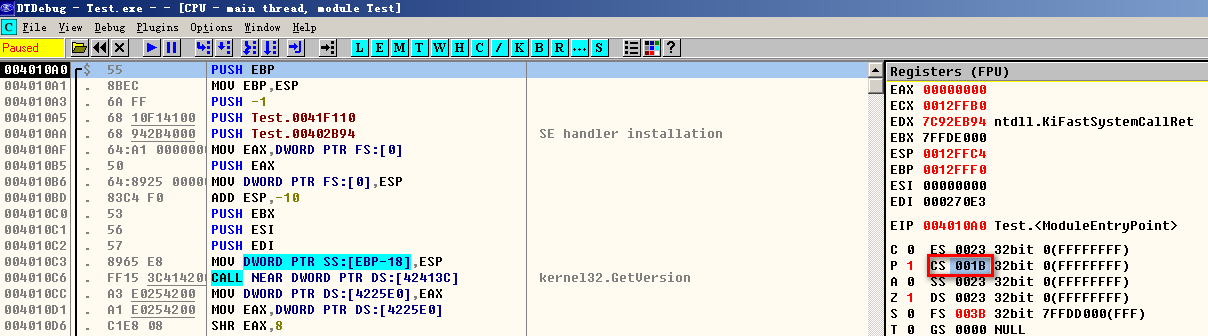 DTDebug - Test.exe - - [CPU - main thread, module Test]
C File View Debug Plugins Options Window Help
Paused L E M T W H C / K B R ... S ?
004010A0 $ 55 PUSH EBP
004010A1 . 8BEC MOV EBP,ESP
004010A3 . 6A FF PUSH -1
004010A5 . 68 10F14100 PUSH Test.0041F110
004010AA . 68 942B4000 PUSH Test.00402B94 SE handler installation
004010AF . 64:A1 0000000 MOV EAX,DWORD PTR FS:[0]
004010B5 . 50 PUSH EAX
004010B6 . 64:8925 00000 MOV DWORD PTR FS:[0],ESP
004010BD . 83C4 F0 ADD ESP,-10
004010C0 . 53 PUSH EBX
004010C1 . 56 PUSH ESI
004010C2 . 57 PUSH EDI
004010C3 . 8965 E8 MOV DWORD PTR SS:[EBP-18],ESP
004010C6 . FF15 3C414200 CALL NEAR DWORD PTR DS:[42413C] kernel32.GetVersion
004010CC . A3 E0254200 MOV DWORD PTR DS:[4225E0],EAX
004010D1 . A1 E0254200 MOV EAX,DWORD PTR DS:[4225E0]
004010D6 . C1E8 08 SHR EAX,8
Registers (FPU)
EAX 00000000
ECX 0012FFB0
EDX 7C92EB94 ntdll.KiFastSystemCallRet
EBX 7FFDE000
ESP 0012FFC4
EBP 0012FFF0
ESI 00000000
EDI 000270E3
EIP 004010A0 Test.<ModuleEntryPoint>
C 0 ES 0023 32bit 0(FFFFFFFF)
P 1 CS 001B 32bit 0(FFFFFFFF)
A 0 SS 0023 32bit 0(FFFFFFFF)
Z 1 DS 0023 32bit 0(FFFFFFFF)
S 0 FS 003B 32bit 7FFDD000(FFF)
T 0 GS 0000 NULL